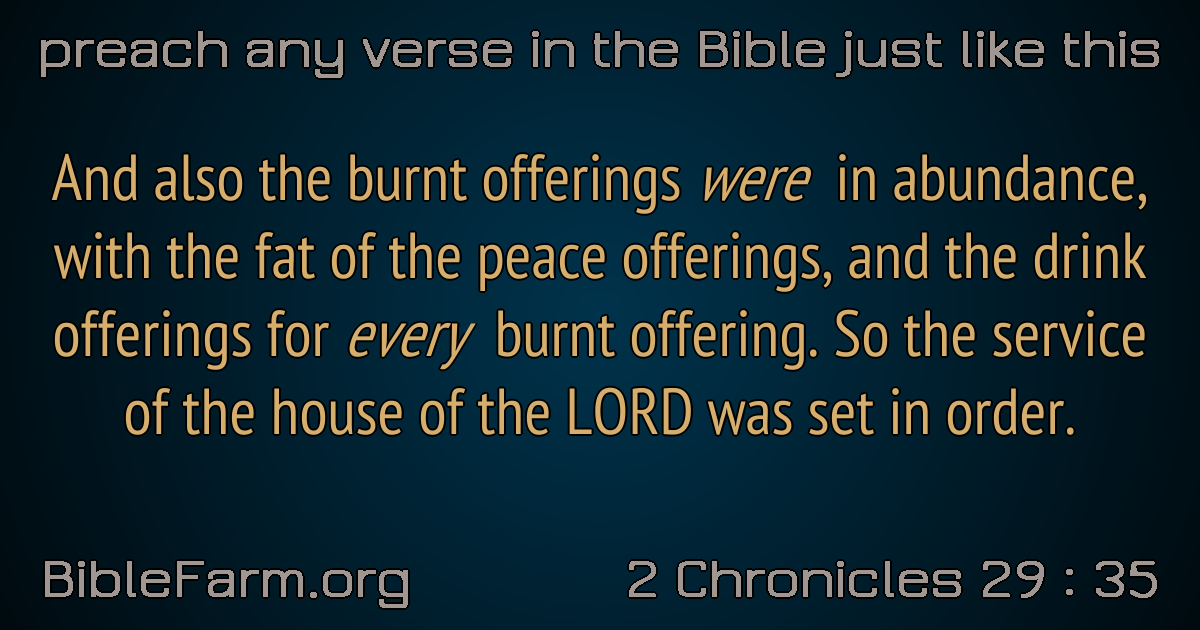 preach any verse in the Bible just like this
And also the burnt offerings were in abundance,
with the fat of the peace offerings, and the drink
offerings for every burnt offering. So the service
of the house of the LORD was set in order.
BibleFarm.org
2 Chronicles 29 : 35